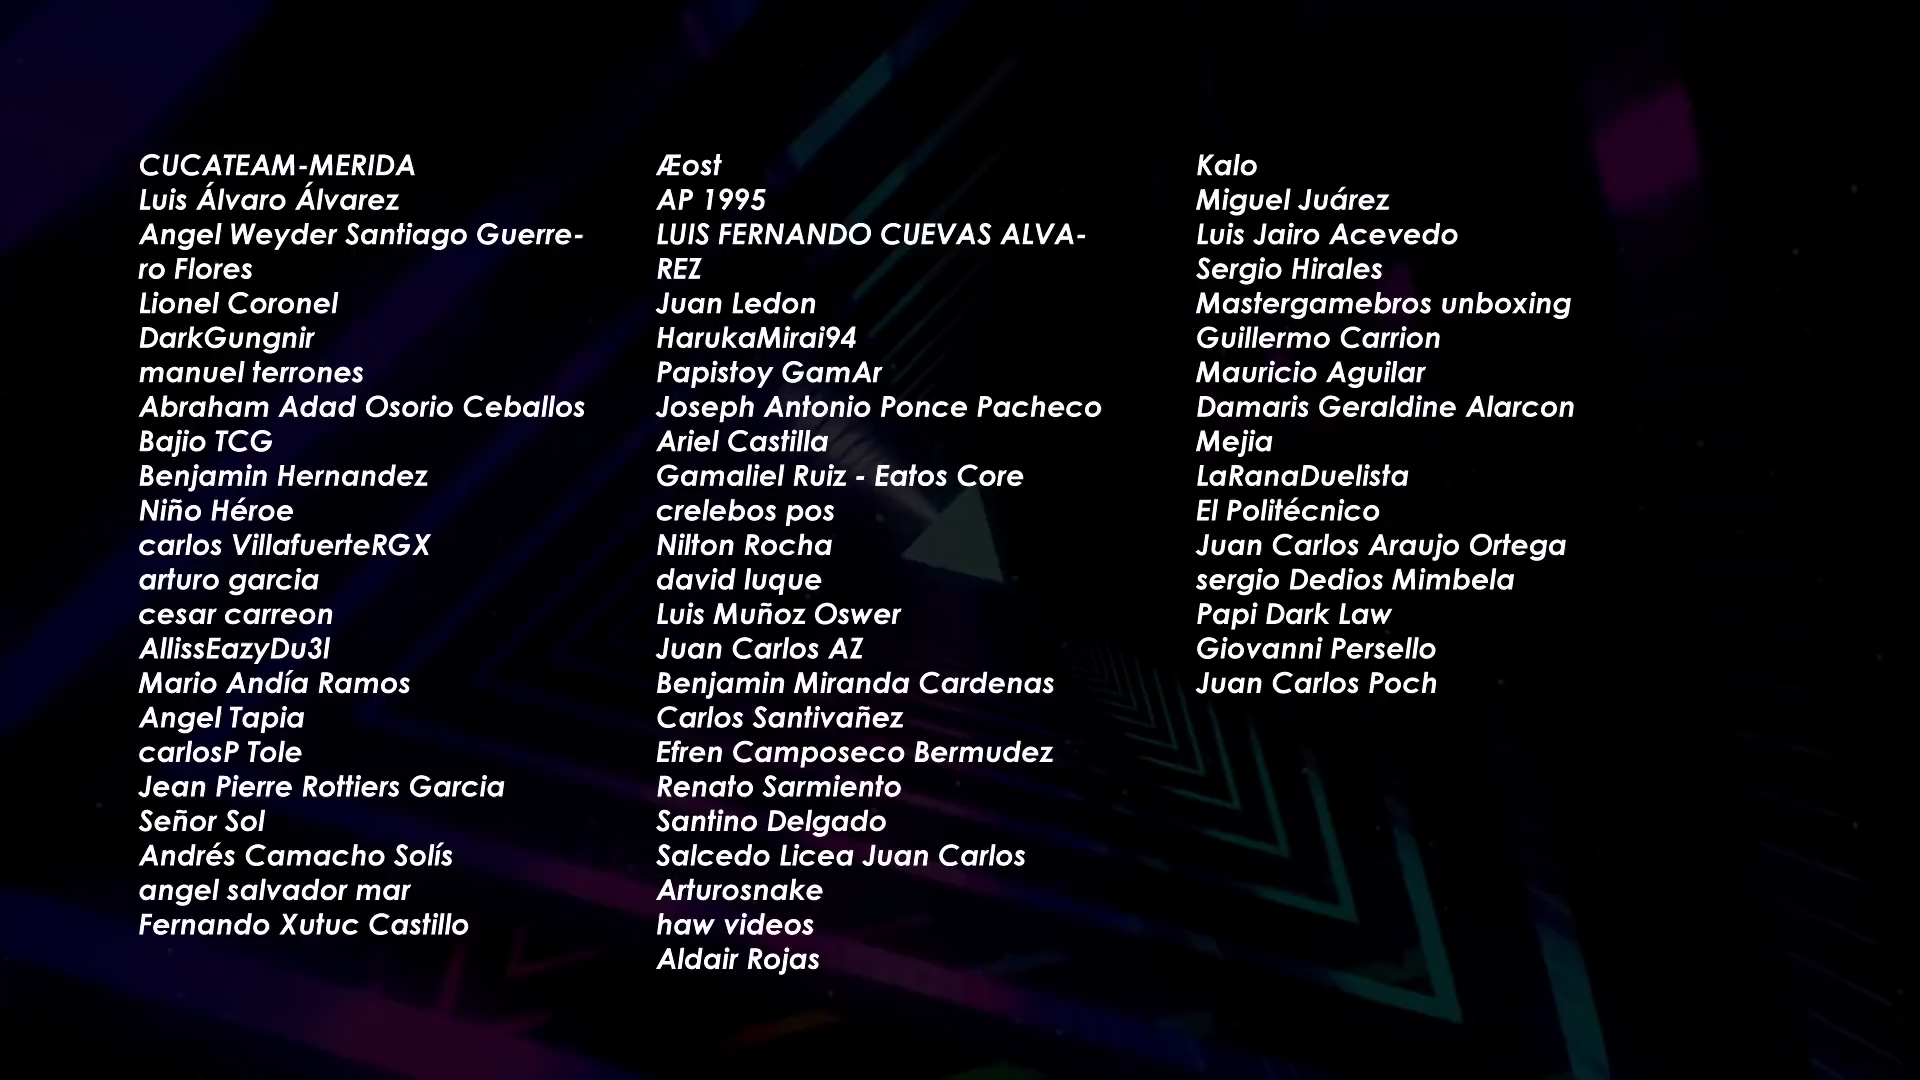 CUCATEAM-MERIDA
Luis Álvaro Álvarez
Angel Weyder Santiago Guerre-
ro Flores
Lionel Coronel
DarkGungnir
manuel terrones
Abraham Adad Osorio Ceballos
Bajio TCG
Benjamin Hernandez
Niño Héroe
carlos VillafuerteRGX
arturo garcia
cesar carreon
AllissEazyDu3l
Mario Andía Ramos
Angel Tapia
carlosP Tole
Jean Pierre Rottiers Garcia
Señor Sol
Andrés Camacho Solís
angel salvador mar
Fernando Xutuc Castillo
Æost
AP 1995
LUIS FERNANDO CUEVAS ALVA-
REZ
Juan Ledon
HarukaMirai94
Papistoy GamAr
Joseph Antonio Ponce Pacheco
Ariel Castilla
Gamaliel Ruiz - Eatos Core
crelebos pos
Nilton Rocha
david luque
Luis Muñoz Oswer
Juan Carlos AZ
Benjamin Miranda Cardenas
Carlos Santivañez
Efren Camposeco Bermudez
Renato Sarmiento
Santino Delgado
Salcedo Licea Juan Carlos
Arturosnake
haw videos
Aldair Rojas
Kalo
Miguel Juárez
Luis Jairo Acevedo
Sergio Hirales
Mastergamebros unboxing
Guillermo Carrion
Mauricio Aguilar
Damaris Geraldine Alarcon
Mejia
LaRanaDuelista
El Politécnico
Juan Carlos Araujo Ortega
sergio Dedios Mimbela
Papi Dark Law
Giovanni Persello
Juan Carlos Poch